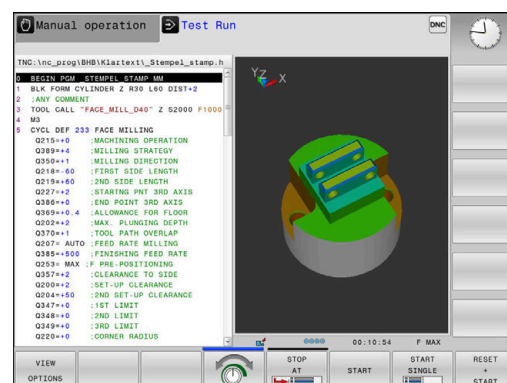 Manual operation
Test Run
DNC
TNC:\nc_prog\BHB\Klartext\_Stempel_stamp.h
0 BEGIN PGM _STEMPEL_STAMP MM
1 BLK FORM CYLINDER Z R30 L60 DIST+2
2 ;ANY COMMENT
3 TOOL CALL "FACE_MILL_D40" Z S2000 F1000
4 M3
5 CYCL DEF 233 FACE MILLING
Q215=+0 ;MACHINING OPERATION
Q389=+4 ;MILLING STRATEGY
Q350=+1 ;MILLING DIRECTION
Q218=-60 ;FIRST SIDE LENGTH
Q219=+60 ;2ND SIDE LENGTH
Q227=+2 ;STARTNG PNT 3RD AXIS
Q386=+0 ;END POINT 3RD AXIS
Q369=+0.4 ;ALLOWANCE FOR FLOOR
Q202=+2 ;MAX. PLUNGING DEPTH
Q370=+1 ;TOOL PATH OVERLAP
Q207= AUTO ;FEED RATE MILLING
Q385=+500 ;FINISHING FEED RATE
Q253= MAX ;F PRE-POSITIONING
Q357=+2 ;CLEARANCE TO SIDE
Q200=+2 ;SET-UP CLEARANCE
Q204=+50 ;2ND SET-UP CLEARANCE
Q347=+0 ;1ST LIMIT
Q348=+0 ;2ND LIMIT
Q349=+0 ;3RD LIMIT
Q220=+0 ;CORNER RADIUS
YZ X
00:10:54 F MAX
VIEW
OPTIONS
STOP
AT
START
START
SINGLE
RESET
+
START